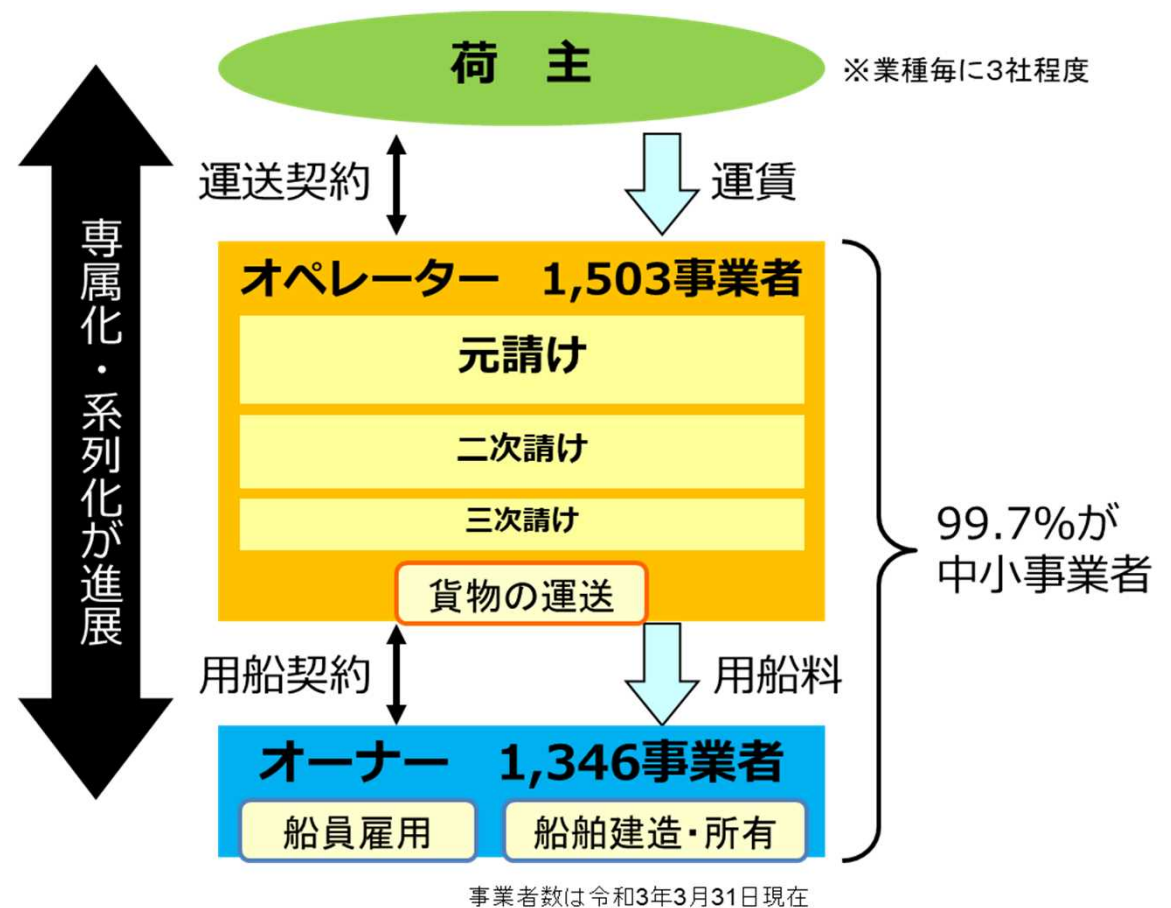 荷　主
※業種毎に3社程度
運送契約
運賃
専属化・系列化が進展
オペレーター　1,503事業者
元請け
二次請け
三次請け
貨物の運送
99.7%が
中小事業者
用船契約
用船料
オーナー　1,346事業者
船員雇用
船舶建造・所有
事業者数は令和3年3月31日現在